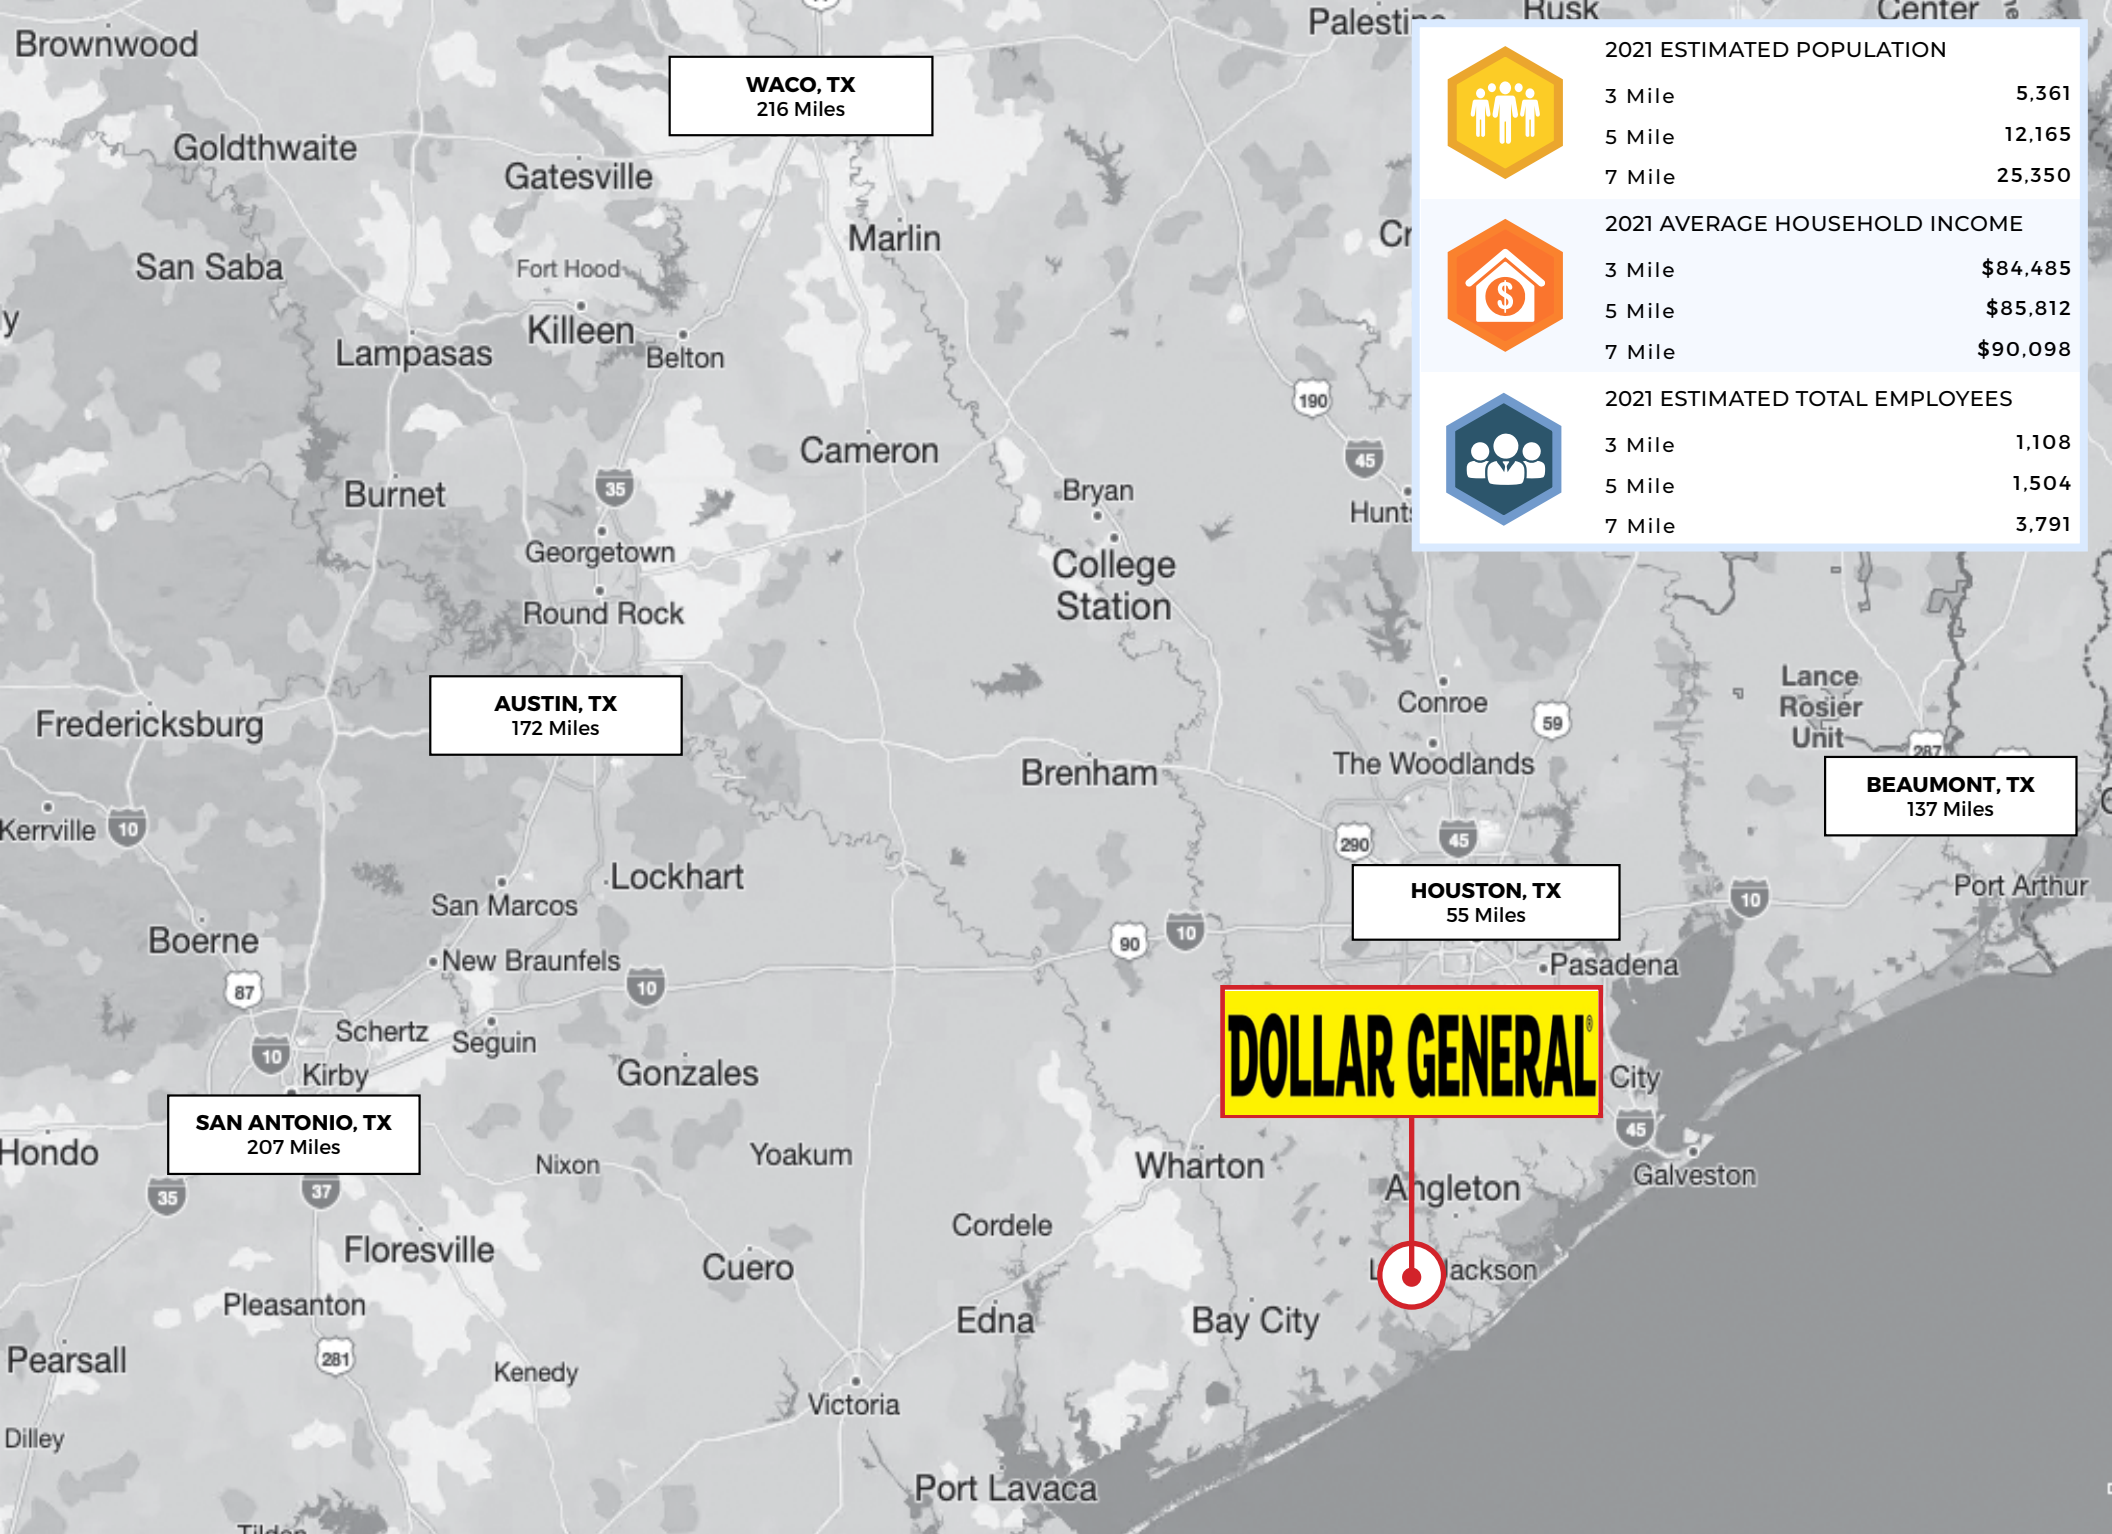 Rusk
Center
Brownwood
WACO, TX
216 Miles
Goldthwaite
Gatesville
Marlin
San Saba
Fort Hood
Killeen
Lampasas
Belton
190
Cameron
45
35
Burnet
Bryan
Georgetown
College
Station
Round Rock
2021 ESTIMATED POPULATION
3 Mile 5,361
5 Mile 12,165
7 Mile 25,350
2021 AVERAGE HOUSEHOLD INCOME
3 Mile $84,485
5 Mile $85,812
7 Mile $90,098
$
2021 ESTIMATED TOTAL EMPLOYEES
3 Mile 1,108
5 Mile 1,504
7 Mile 3,791
AUSTIN, TX
172 Miles
Fredericksburg
Conroe
59
Lance
Rosier
Unit
287
Brenham
The Woodlands
BEAUMONT, TX
137 Miles
Kerrville
10
290
45
Lockhart
San Marcos
HOUSTON, TX
55 Miles
10
Port Arthur
Boerne
New Braunfels
90
10
Pasadena
87
10
Schertz
Seguin
10
Kirby
Gonzales
DOLLAR GENERAL®
City
SAN ANTONIO, TX
207 Miles
45
Hondo
Nixon
Yoakum
Wharton
Angleton
Galveston
35
37
Cordele
Floresville
Cuero
Jackson
Pleasanton
Edna
Bay City
Pearsall
281
Kenedy
Victoria
Dilley
Port Lavaca